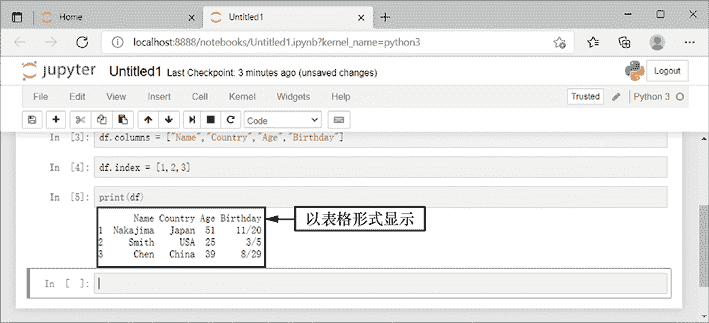 Home
Untitled1
localhost:8888/notebooks/Untitled1.ipynb?kernel_name=python3
jupyter Untitled1 Last Checkpoint: 3 minutes ago (unsaved changes)
Logout
File Edit View Insert Cell Kernel Widgets Help
Trusted
Python 3
Code
In [3]: df.columns = ["Name","Country","Age","Birthday"]
In [4]: df.index = [1,2,3]
In [5]: print(df)
Name Country Age Birthday
1 Nakajima Japan 51 11/20
2 Smith USA 25 3/5
3 Chen China 39 8/29
以表格形式显示
In [ ]: